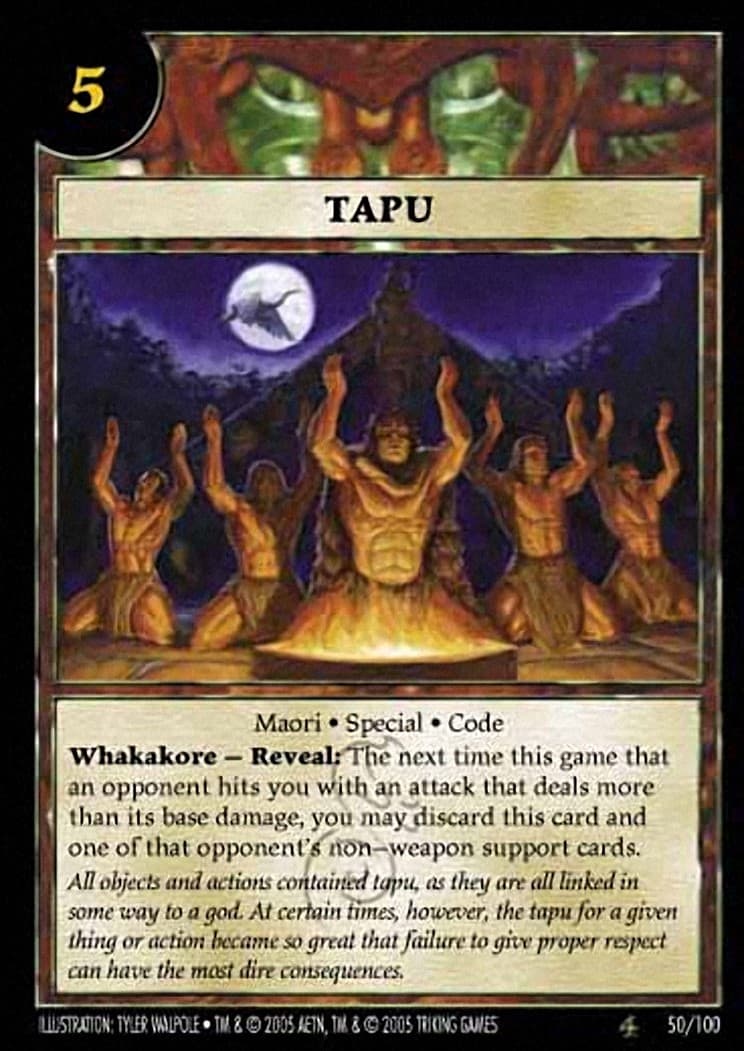 5
TAPU
Maori • Special • Code
Whakakore – Reveal: The next time this game that
an opponent hits you with an attack that deals more
than its base damage, you may discard this card and
one of that opponent's non–weapon support cards.
All objects and actions contained tapu, as they are all linked in
some way to a god. At certain times, however, the tapu for a given
thing or action became so great that failure to give proper respect
can have the most dire consequences.
ILLUSTRATION: TYLER WALPOLE • TM & © 2005 AETN, TM & © 2005 TRIKING GAMES
4 50/100